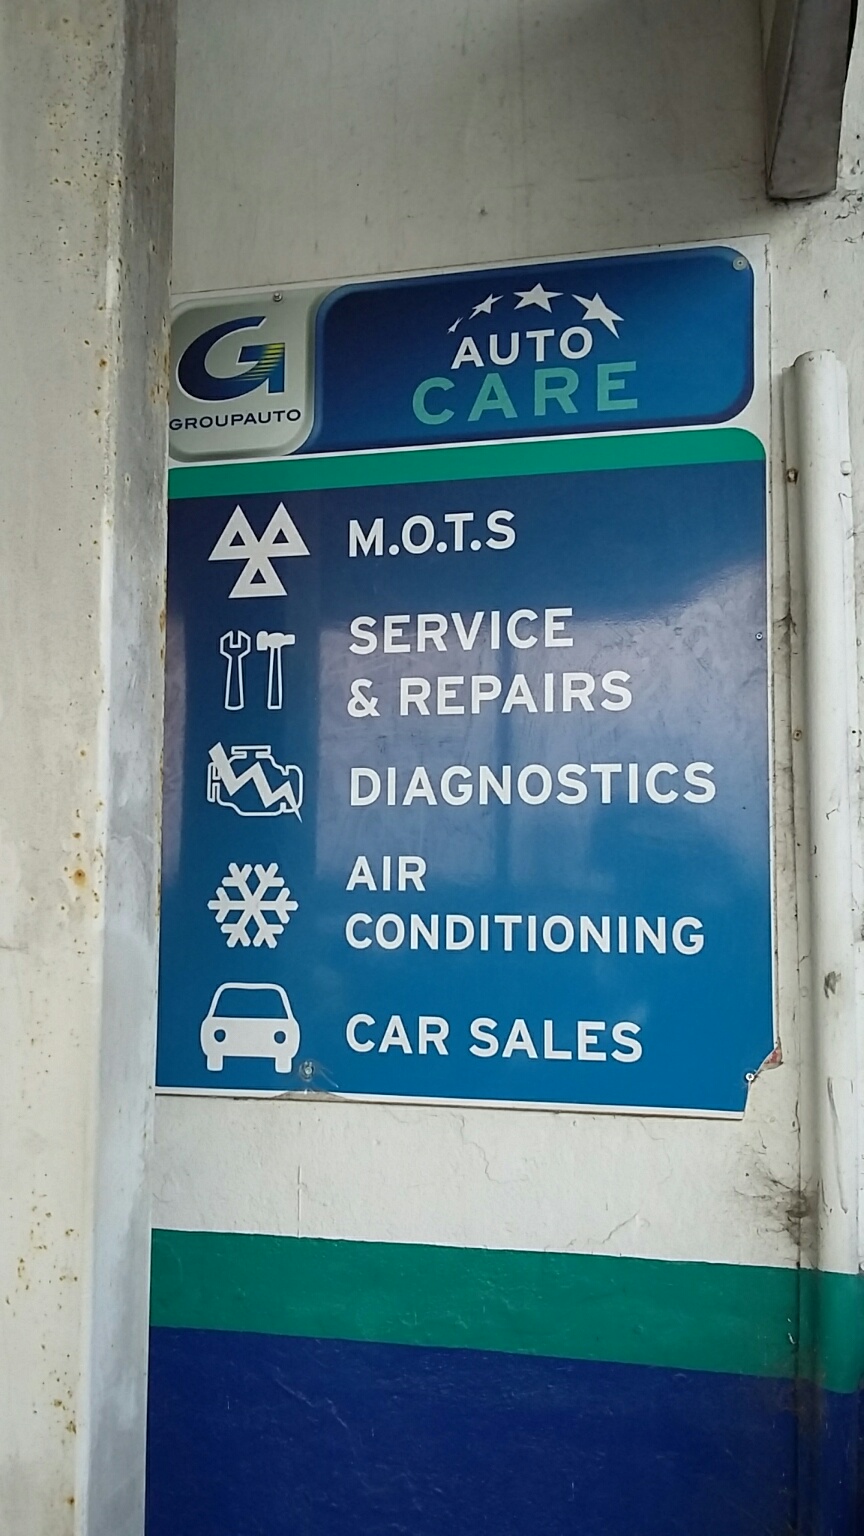 GROUPAUTO
AUTO
CARE
M.O.T.S
SERVICE
& REPAIRS
DIAGNOSTICS
AIR
CONDITIONING
CAR SALES